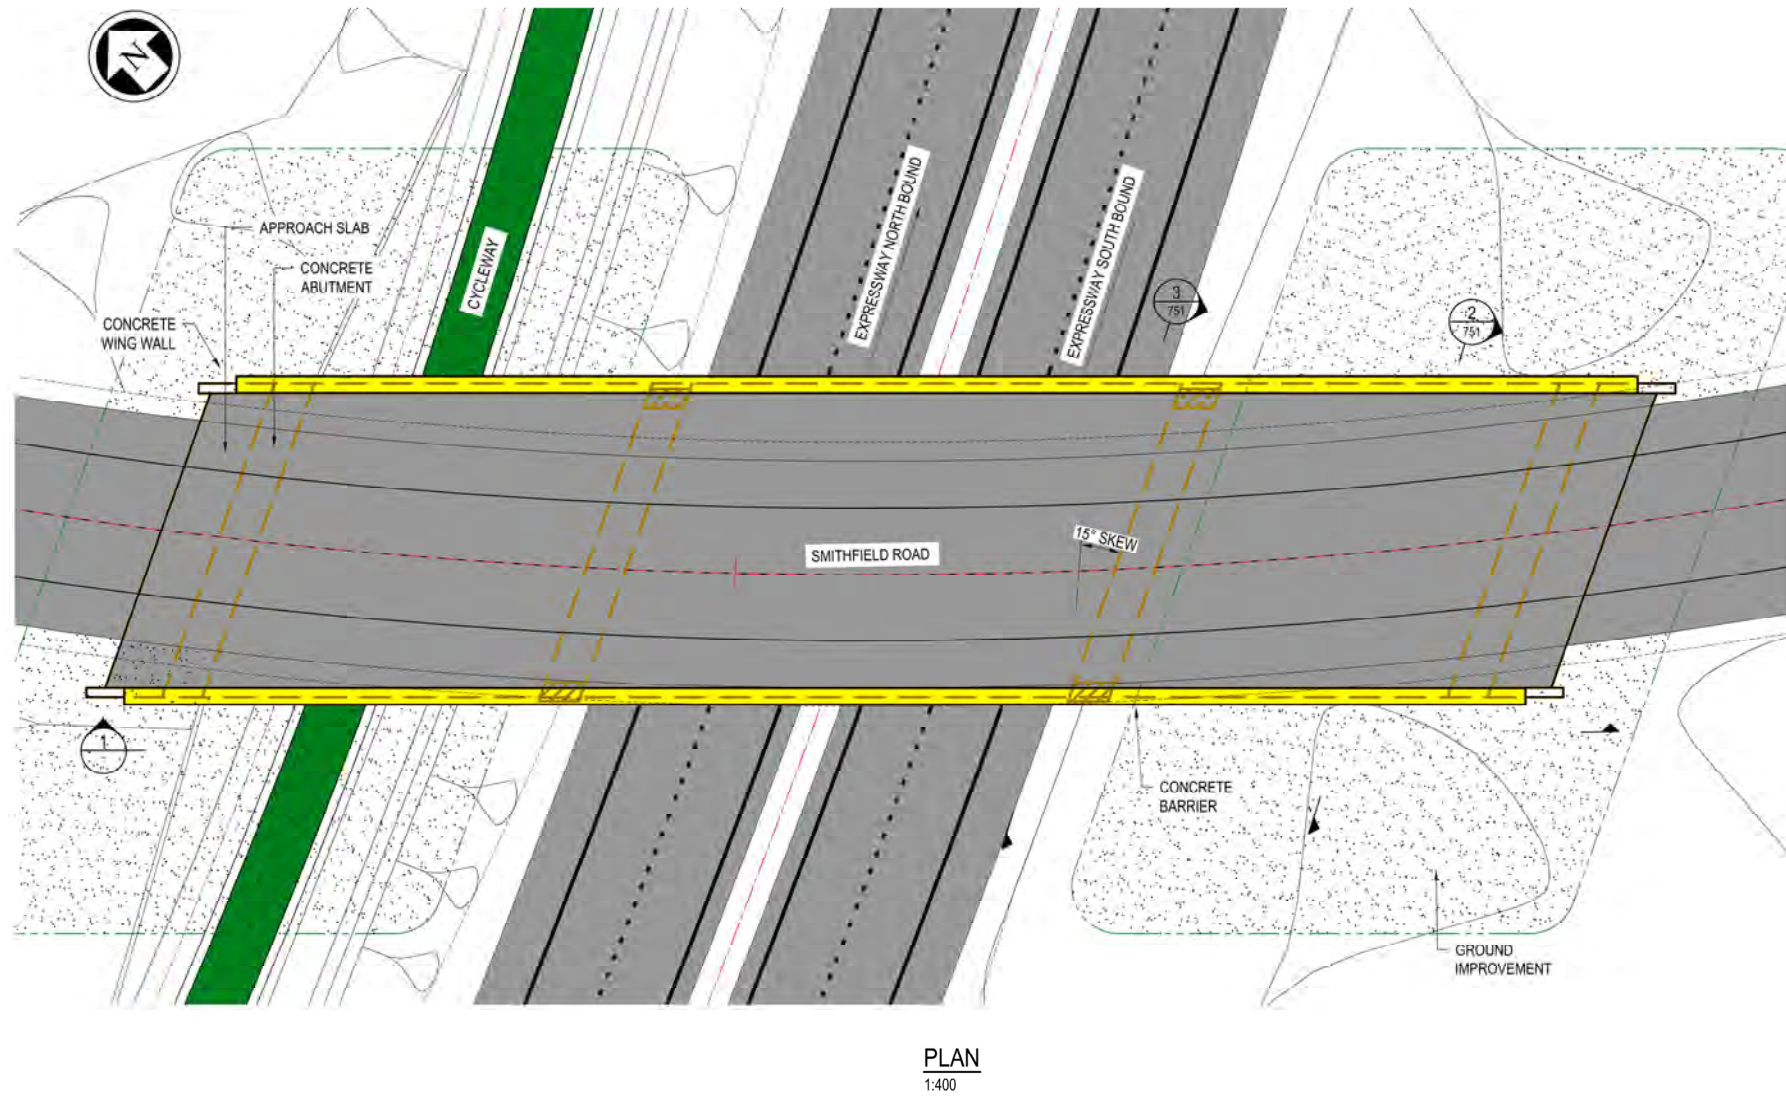 N
APPROACH SLAB
CONCRETE
ABUTMENT
CONCRETE
WING WALL
CYCLEWAY
EXPRESSWAY NORTH BOUND
EXPRESSWAY SOUTH BOUND
3
751
2
751
15° SKEW
SMITHFIELD ROAD
1
CONCRETE
BARRIER
GROUND
IMPROVEMENT
PLAN
1:400